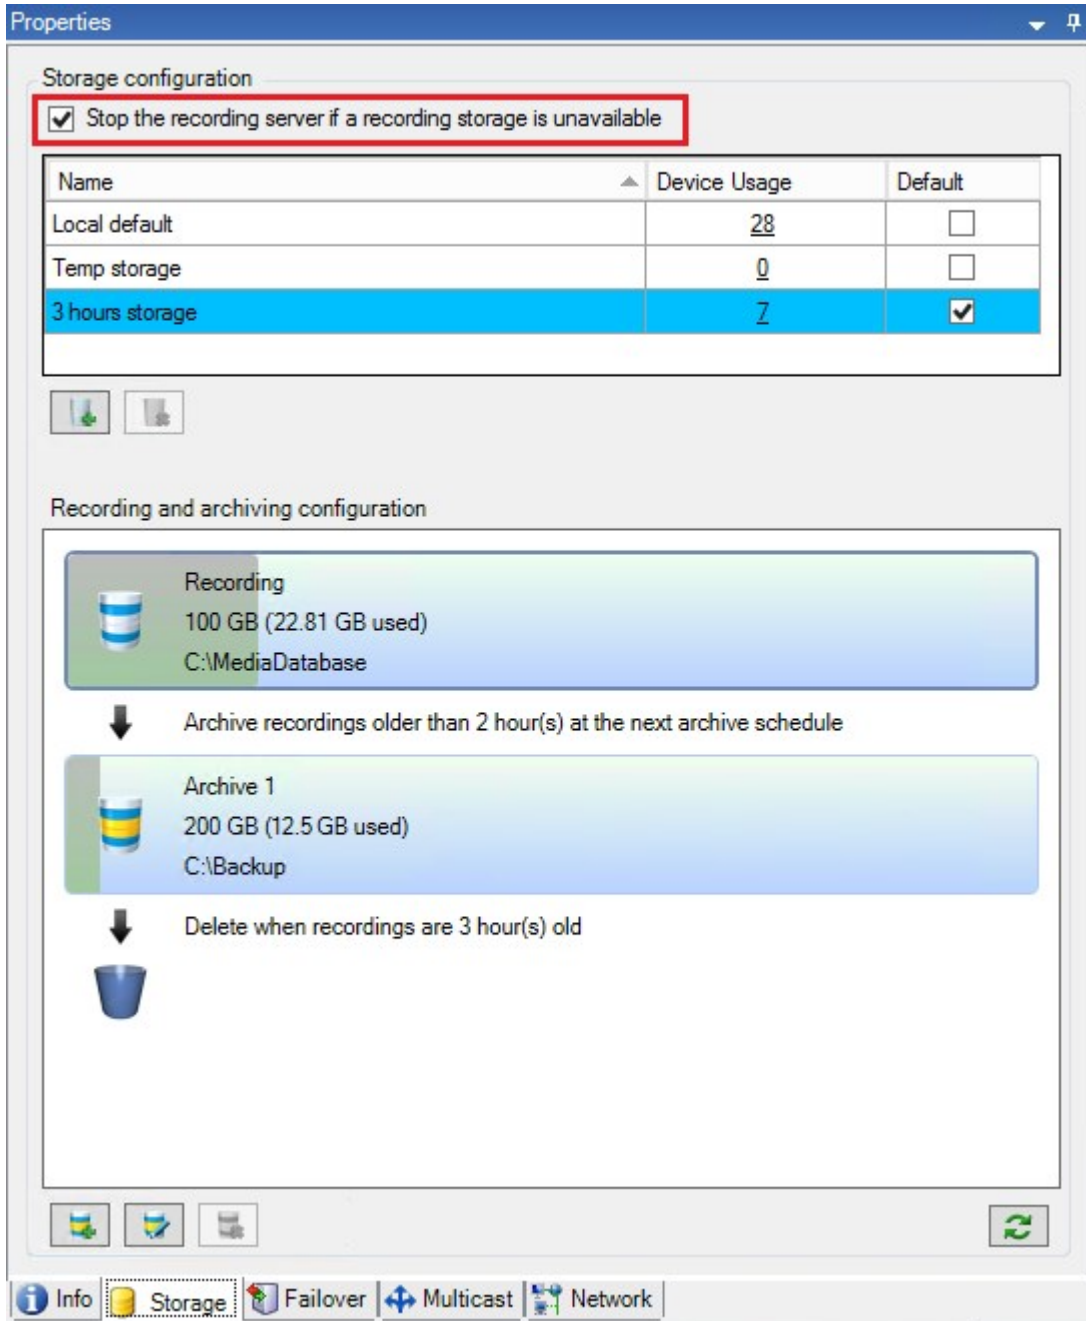 Properties
Storage configuration
Stop the recording server if a recording storage is unavailable
Name Device Usage Default
Local default 28
Temp storage 0
3 hours storage 7
Recording and archiving configuration
Recording
100 GB (22.81 GB used)
C:\MediaDatabase
Archive recordings older than 2 hour(s) at the next archive schedule
Archive 1
200 GB (12.5 GB used)
C:\Backup
Delete when recordings are 3 hour(s) old
Info Storage Failover Multicast Network